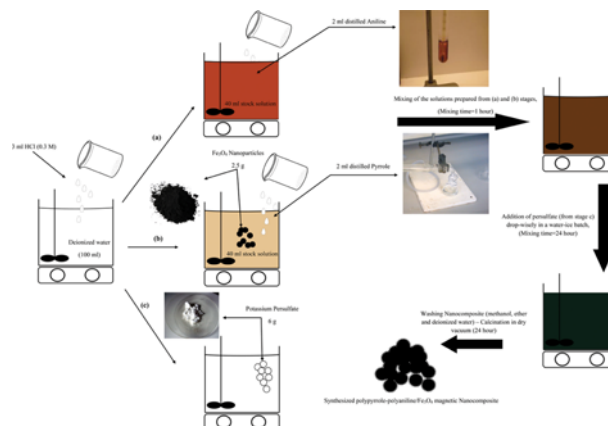 2 ml distilled Aniline
40 ml stock solution
Mixing of the solutions prepared from (a) and (b) stages,
(Mixing time=1 hour)
(a)
3 ml HCl (0.3 M)
Fe₃O₄ Nanoparticles
2.5 g
2 ml distilled Pyrrole
Deionized water
(100 ml)
(b)
40 ml stock solution
Addition of persulfate (from stage c)
drop-wisely in a water-ice batch,
(Mixing time=24 hour)
(c)
Potassium Persulfate
6 g
Washing Nanocomposite (methanol, ether
and deionized water) – Calcination in dry
vacuum (24 hour)
Synthesized polypyrrole-polyaniline/Fe₃O₄ magnetic Nanocomposite